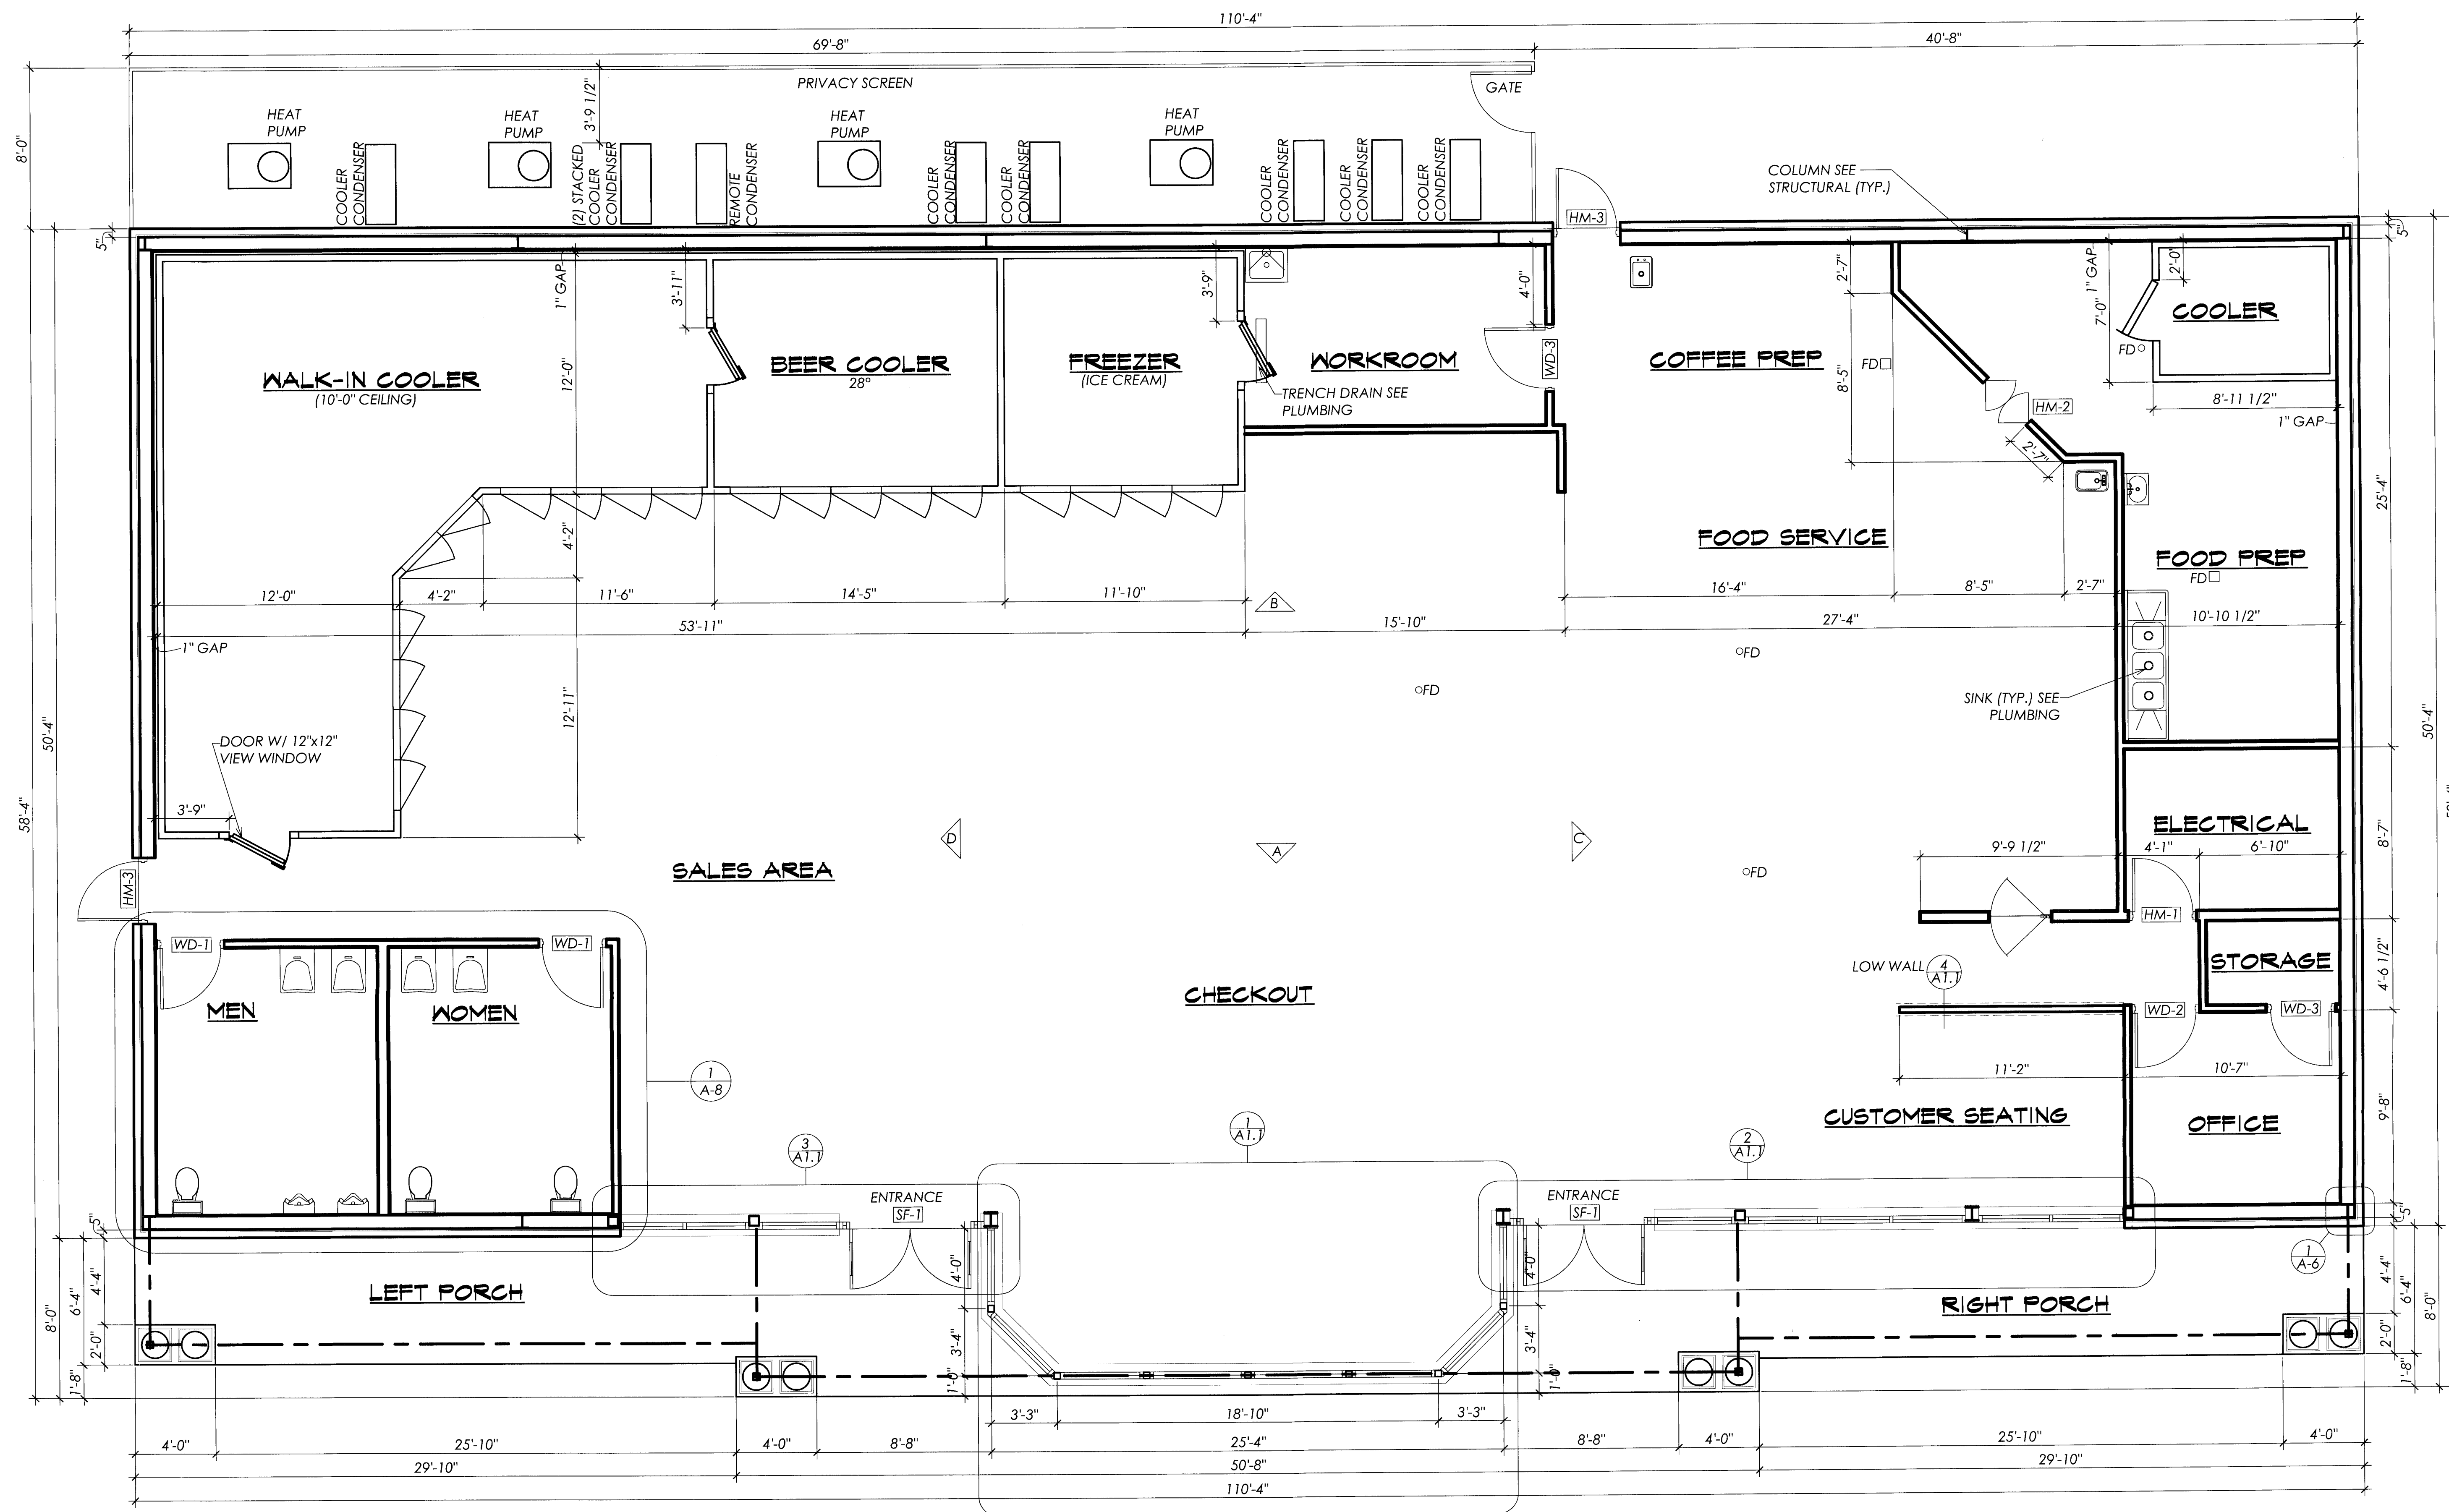 110'-4"
69'-8"
40'-8"
PRIVACY SCREEN
GATE
8'-0"
3'-9 1/2"
HEAT
PUMP
COOLER
CONDENSER
HEAT
PUMP
(2) STACKED
COOLER
CONDENSER
REMOTE
CONDENSER
HEAT
PUMP
COOLER
CONDENSER
COOLER
CONDENSER
HEAT
PUMP
COOLER
CONDENSER
COOLER
CONDENSER
COOLER
CONDENSER
COLUMN SEE
STRUCTURAL (TYP.)
HM-3
5"
5"
1" GAP
3'-11"
3'-9"
4'-0"
2'-7"
1" GAP
2'-0"
7'-0"
COOLER
FD
8'-11 1/2"
1" GAP
WALK-IN COOLER
(10'-0" CEILING)
12'-0"
BEER COOLER
28°
FREEZER
(ICE CREAM)
WORKROOM
TRENCH DRAIN SEE
PLUMBING
WD-3
COFFEE PREP
FD
8'-5"
HM-2
2'-7"
25'-4"
4'-2"
FOOD SERVICE
FOOD PREP
FD
12'-0"
4'-2"
11'-6"
14'-5"
11'-10"
B
16'-4"
8'-5"
2'-7"
10'-10 1/2"
53'-11"
15'-10"
27'-4"
1" GAP
FD
FD
SINK (TYP.) SEE
PLUMBING
12'-11"
50'-4"
58'-4"
50'-4"
DOOR W/ 12"x12"
VIEW WINDOW
3'-9"
D
A
C
SALES AREA
FD
ELECTRICAL
8'-7"
9'-9 1/2"
4'-1"
6'-10"
HM-3
HM-1
WD-1
WD-1
MEN
WOMEN
CHECKOUT
LOW WALL
4
A1.1
STORAGE
4'-6 1/2"
WD-2
WD-3
11'-2"
10'-7"
1
A-8
CUSTOMER SEATING
OFFICE
9'-8"
3
A1.1
1
A1.1
2
A1.1
ENTRANCE
SF-1
ENTRANCE
SF-1
5"
5"
1
A-6
LEFT PORCH
RIGHT PORCH
4'-4"
6'-4"
8'-0"
2'-0"
1'-8"
4'-0"
3'-4"
1'-0"
4'-0"
3'-4"
1'-0"
4'-4"
6'-4"
8'-0"
2'-0"
1'-8"
3'-3"
18'-10"
3'-3"
4'-0"
25'-10"
4'-0"
8'-8"
25'-4"
8'-8"
4'-0"
25'-10"
4'-0"
29'-10"
50'-8"
29'-10"
110'-4"